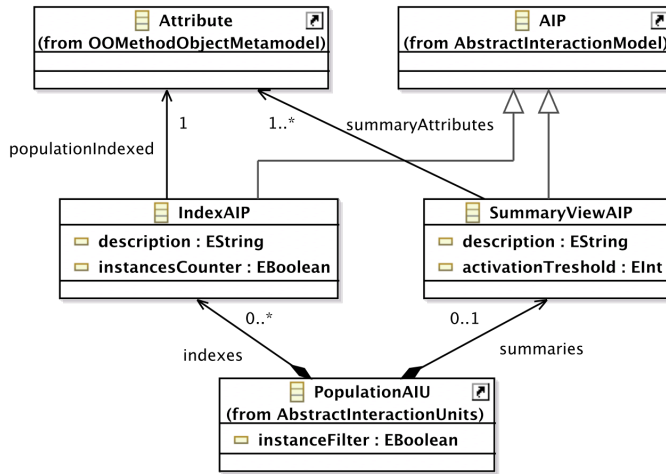 Attribute
(from OOMethodObjectMetamodel)
AIP
(from AbstractInteractionModel)
1
1..*
summaryAttributes
populationIndexed
IndexAIP
description : EString
instancesCounter : EBoolean
SummaryViewAIP
description : EString
activationTreshold : EInt
0..*
0..1
indexes
summaries
PopulationAIU
(from AbstractInteractionUnits)
instanceFilter : EBoolean